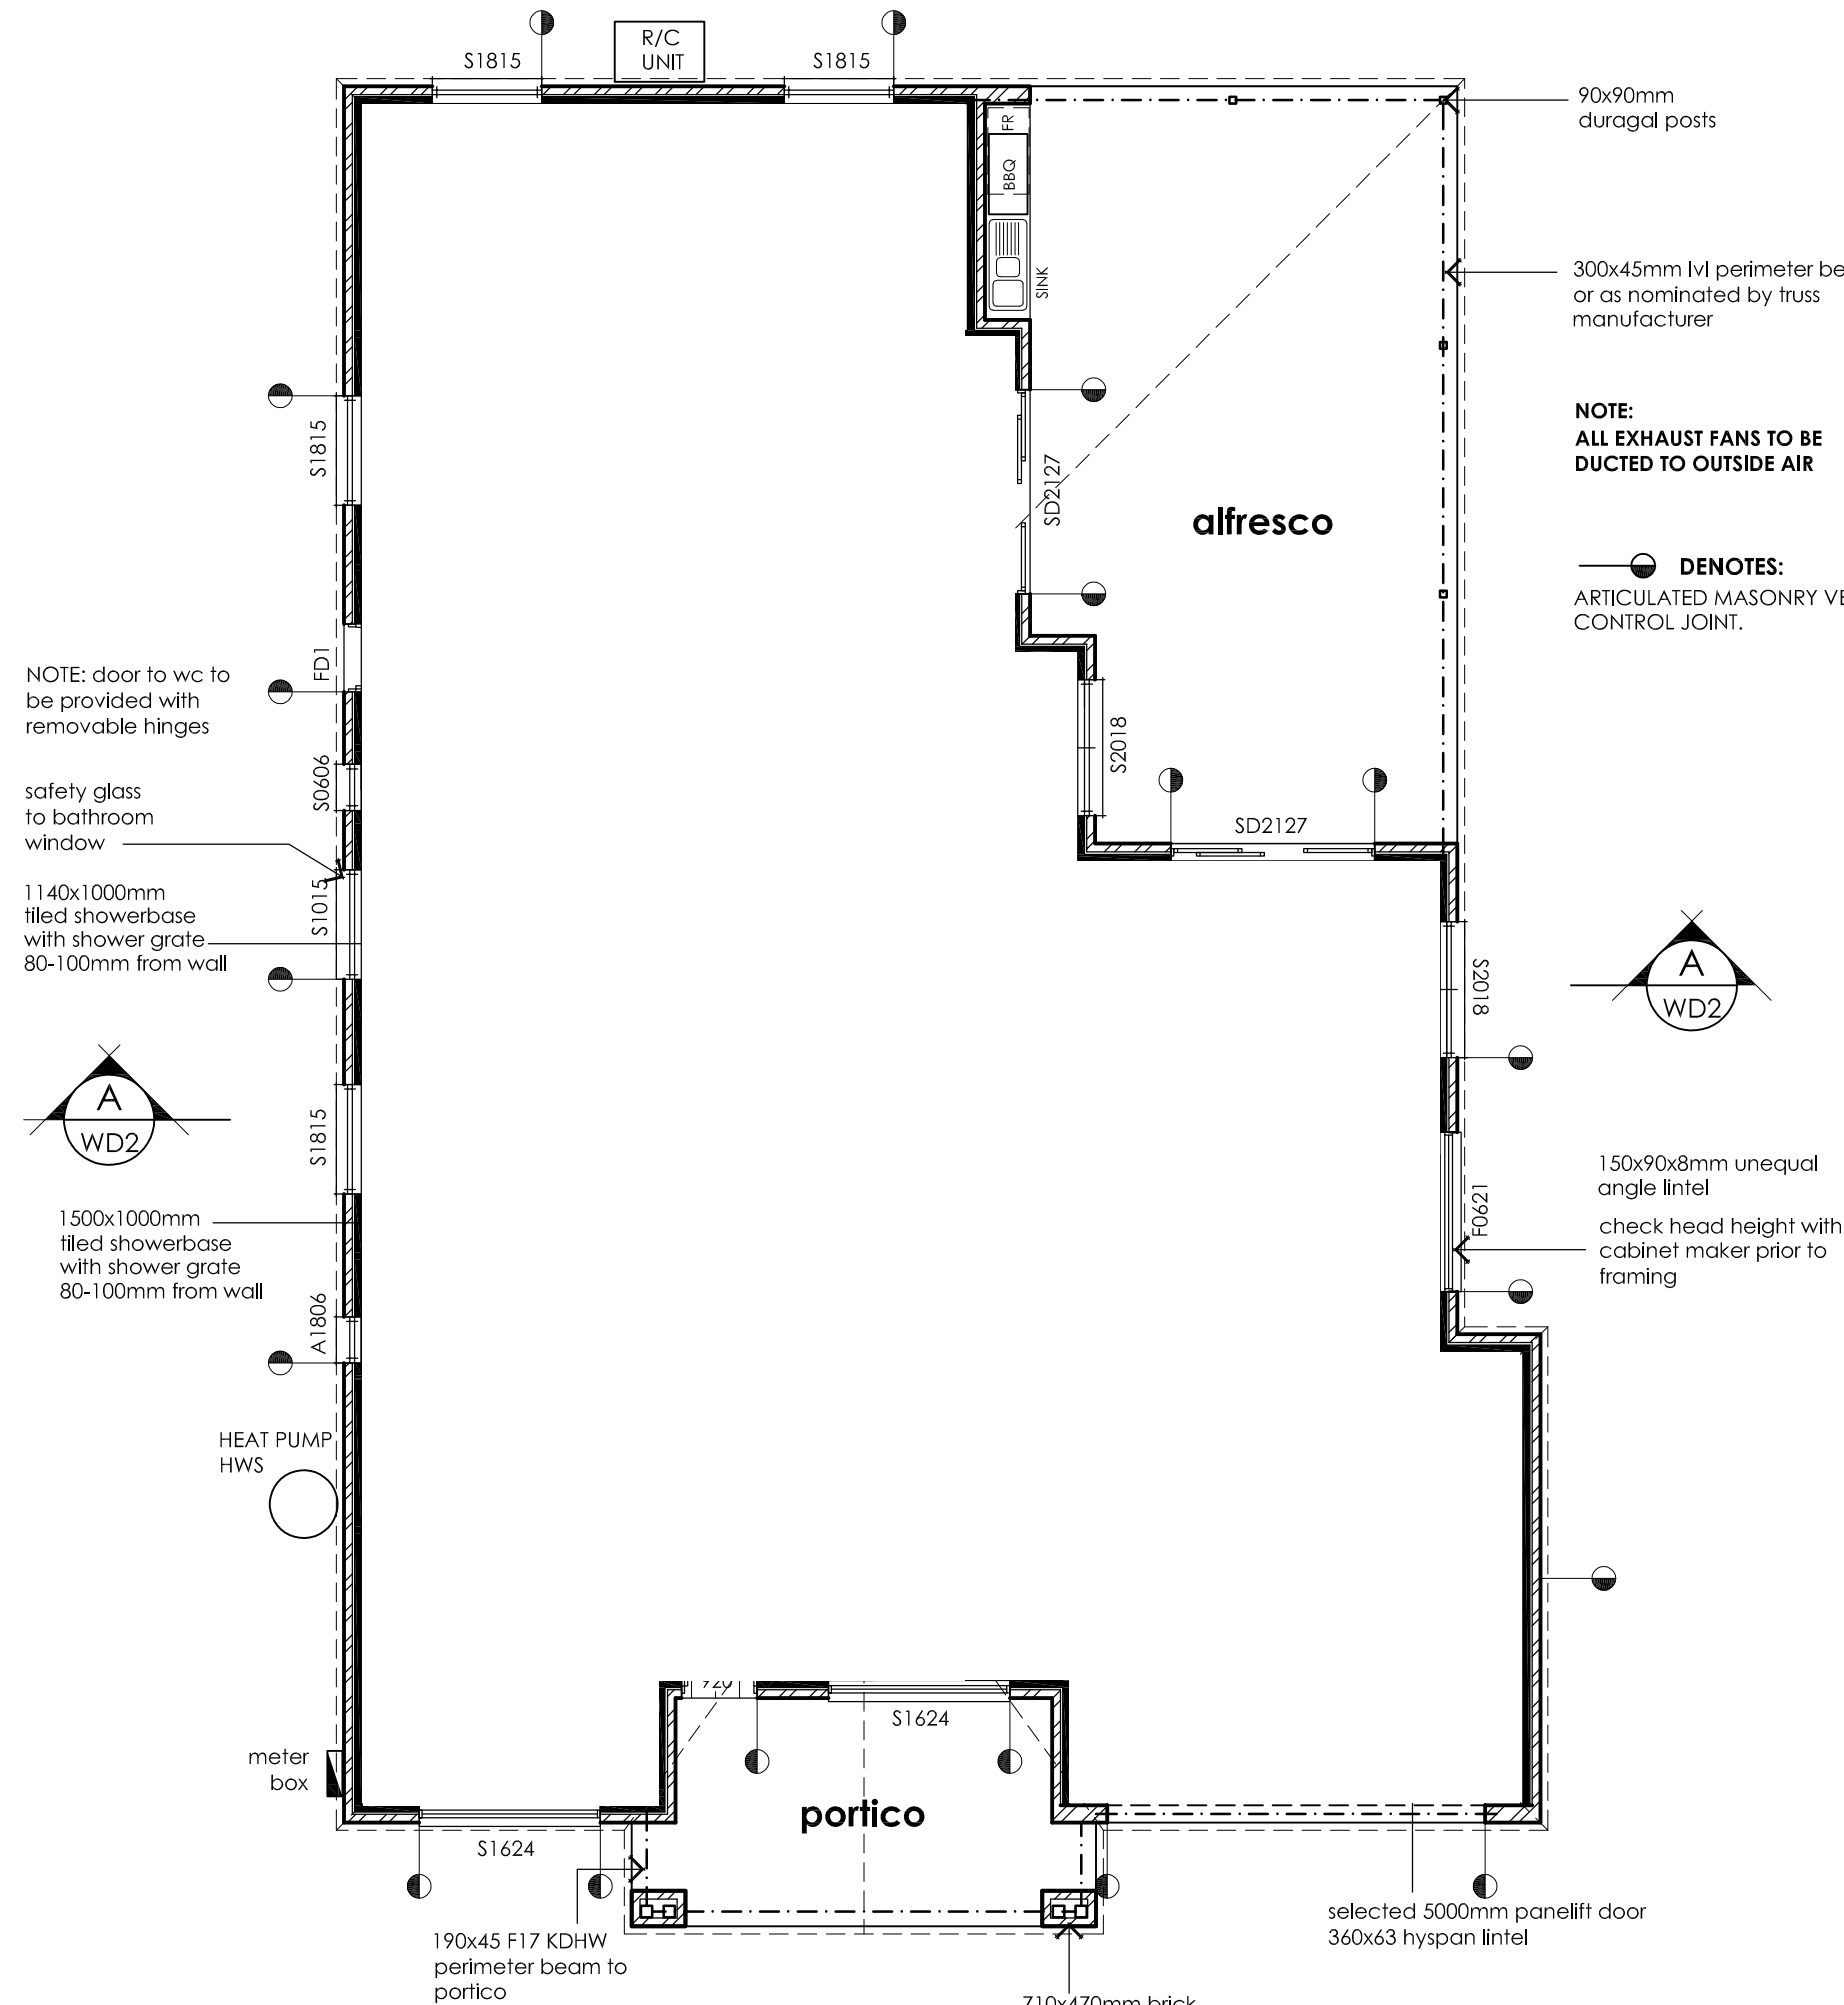 S1815
R/C
UNIT
S1815
FR
BBQ
SINK
90x90mm
duragal posts
300x45mm lvl perimeter
or as nominated by truss
manufacturer
NOTE:
ALL EXHAUST FANS TO BE
DUCTED TO OUTSIDE AIR
DENOTES:
ARTICULATED MASONRY
CONTROL JOINT.
S1815
SD2127
alfresco
FD1
NOTE: door to wc to
be provided with
removable hinges
S0606
safety glass
to bathroom
window
S2018
SD2127
S1015
1140x1000mm
tiled showerbase
with shower grate
80-100mm from wall
S2018
A
WD2
A
WD2
S1815
1500x1000mm
tiled showerbase
with shower grate
80-100mm from wall
A1806
F0621
150x90x8mm unequal
angle lintel
check head height with
cabinet maker prior to
framing
HEAT PUMP
HWS
920
S1624
meter
box
portico
S1624
190x45 F17 KDHW
perimeter beam to
portico
selected 5000mm panelift door
360x63 hyspan lintel
710x470mm brick